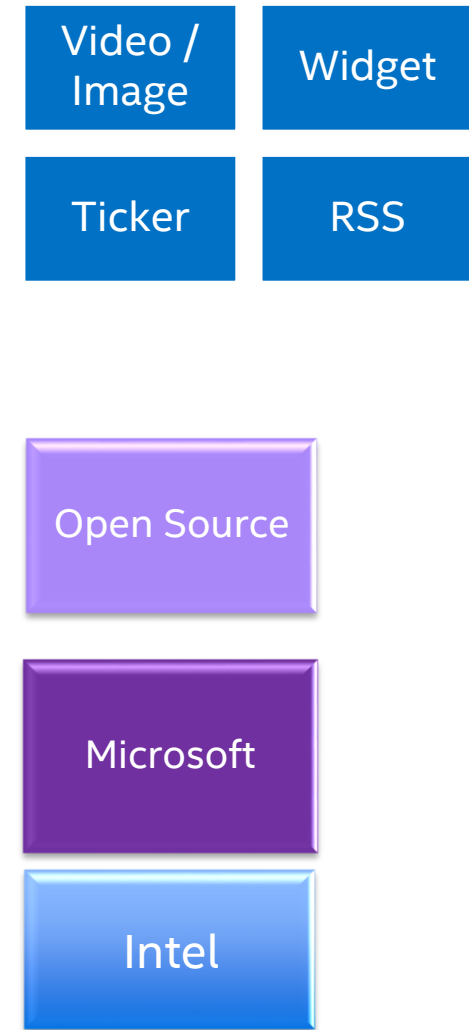 Video /
Image
Widget
Ticker
RSS
Open Source
Microsoft
Intel